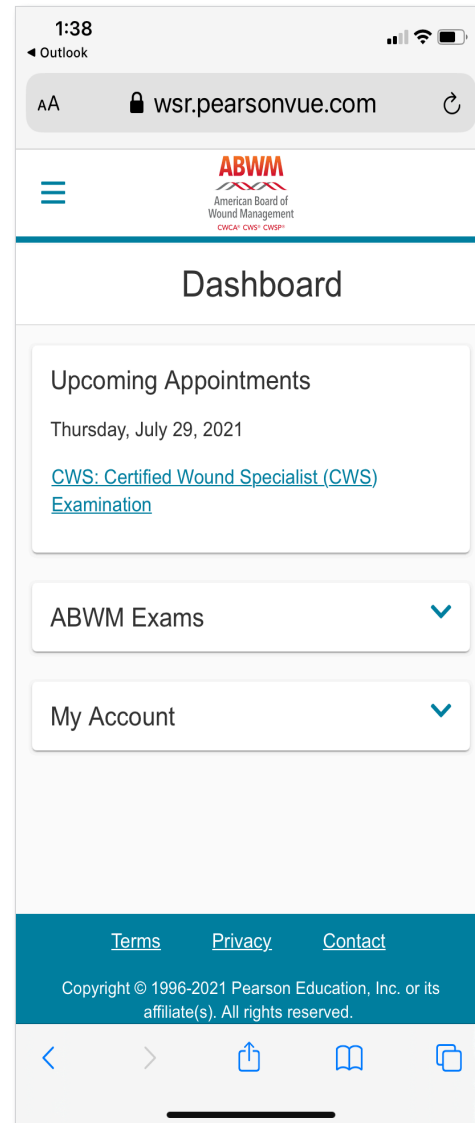 1:38
◀ Outlook
AA wsr.pearsonvue.com
ABWM
American Board of
Wound Management
CWCA® CWS® CWSP®
Dashboard
Upcoming Appointments
Thursday, July 29, 2021
CWS: Certified Wound Specialist (CWS)
Examination
ABWM Exams
My Account
Terms Privacy Contact
Copyright © 1996-2021 Pearson Education, Inc. or its
affiliate(s). All rights reserved.